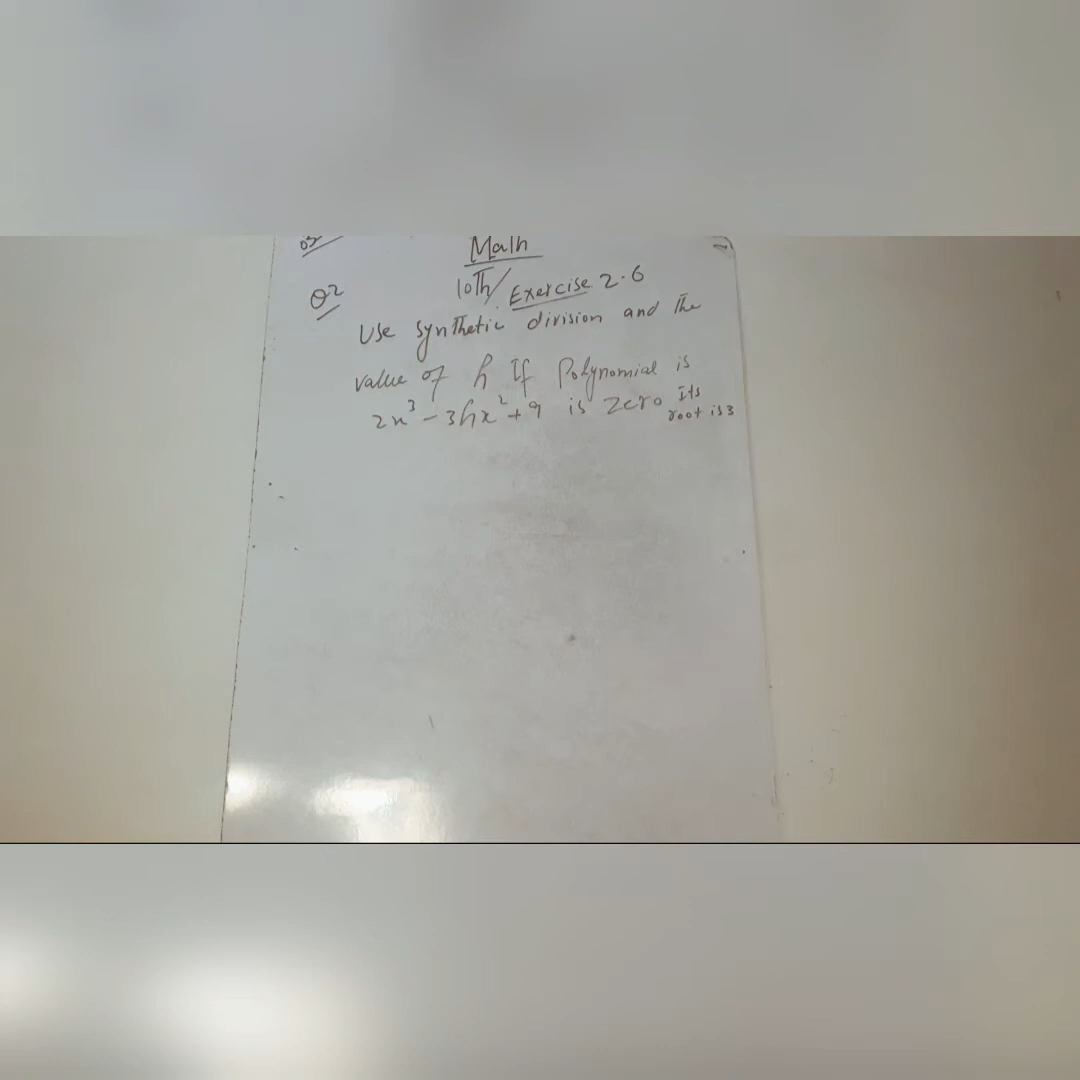 Math
10Th/ Exercise 2.6
Q2
Use synthetic division and the
value of h If Polynomial is
2x³ - 3hx² + 9 is zero Its
root is 3